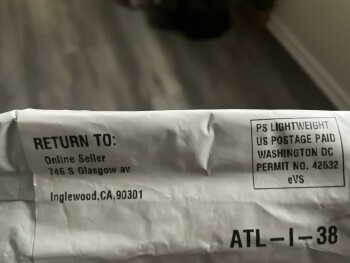 RETURN TO:
Online Seller
746 S Glasgow av
Inglewood,CA,90301
PS LIGHTWEIGHT
US POSTAGE PAID
WASHINGTON DC
PERMIT NO. 42632
eVS
ATL-I-38